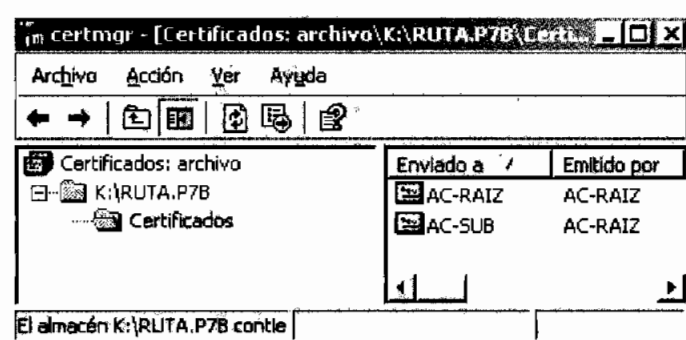 certmgr - [Certificados: archivo\K:\RUTA.P7B\Certi...
Archivo Acción Ver Ayuda
Certificados: archivo
K:\RUTA.P7B
Certificados
Enviado a Emitido por
AC-RAIZ AC-RAIZ
AC-SUB AC-RAIZ
El almacén K:\RUTA.P7B contie